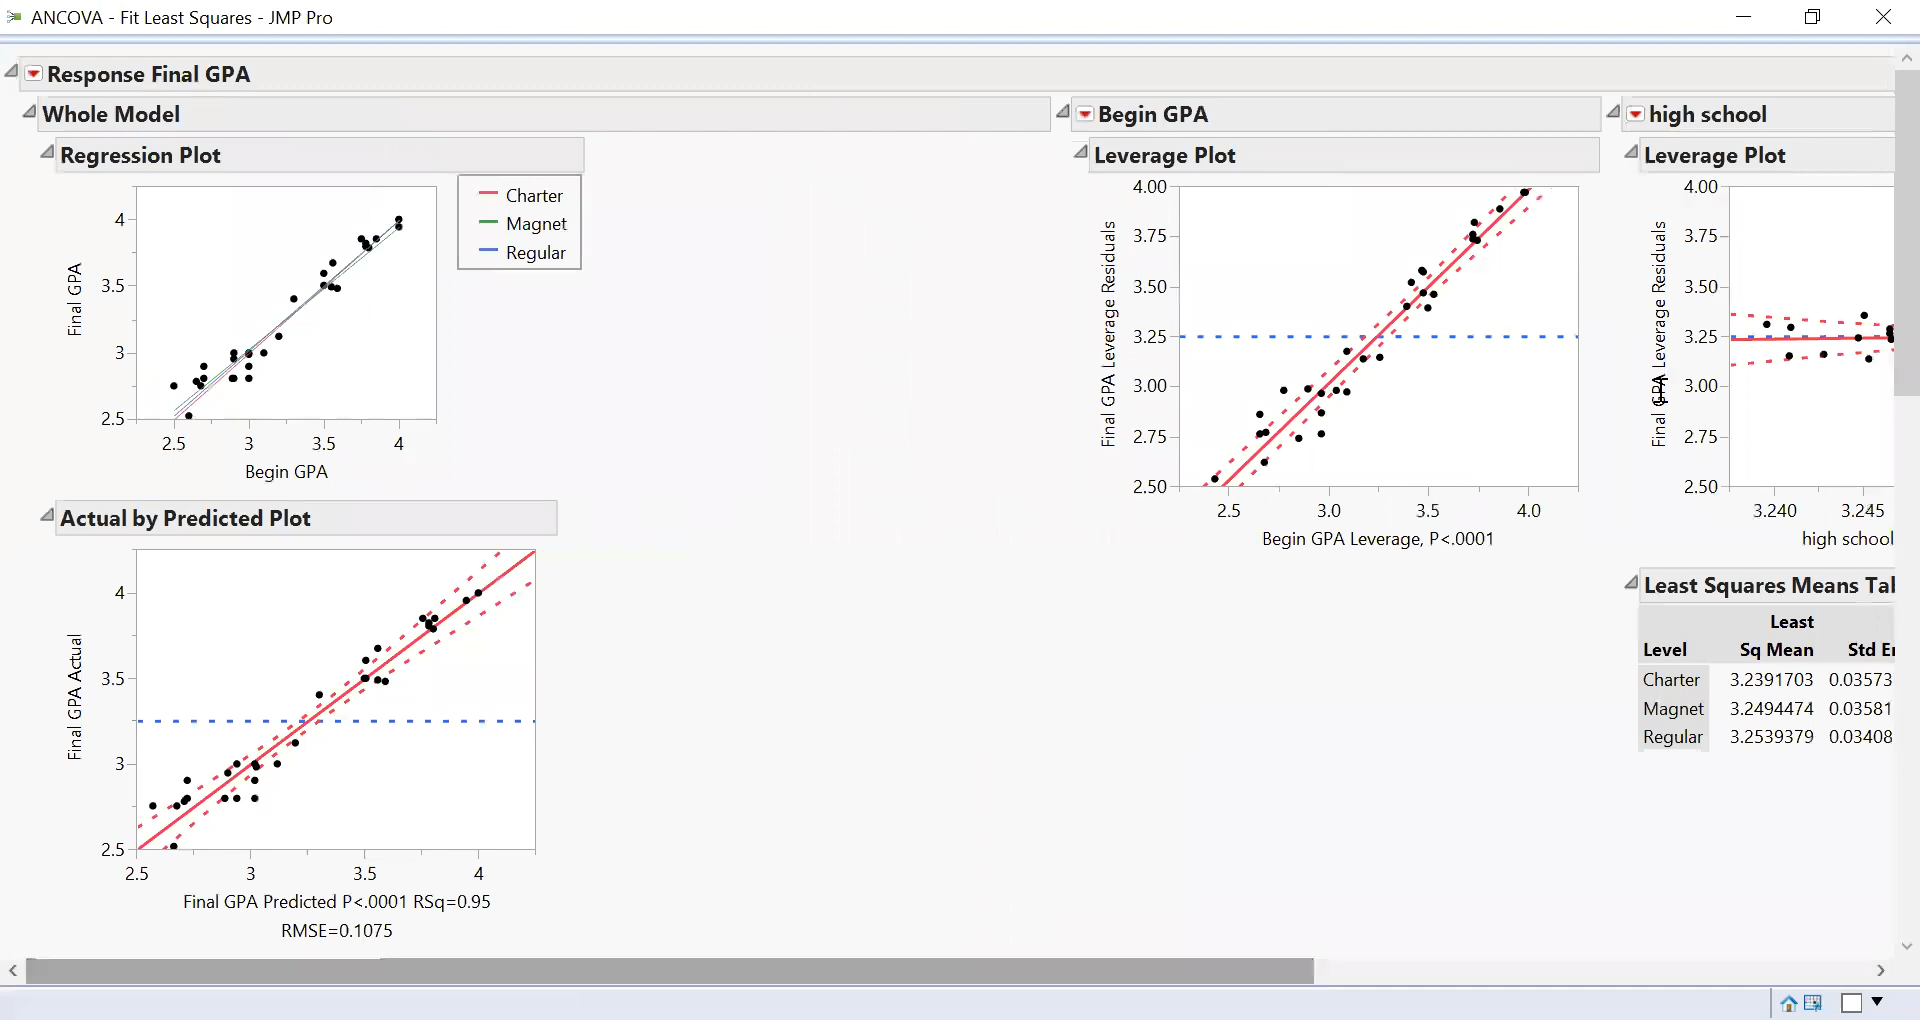 ANCOVA - Fit Least Squares - JMP Pro
Response Final GPA
Whole Model
Regression Plot
4
3.5
3
2.5
Final GPA
2.5 3 3.5 4
Begin GPA
Charter
Magnet
Regular
Actual by Predicted Plot
4
3.5
3
2.5
Final GPA Actual
2.5 3 3.5 4
Final GPA Predicted P<.0001 RSq=0.95
RMSE=0.1075
Begin GPA
Leverage Plot
4.00
3.75
3.50
3.25
3.00
2.75
2.50
Final GPA Leverage Residuals
2.5 3.0 3.5 4.0
Begin GPA Leverage, P<.0001
high school
Leverage Plot
4.00
3.75
3.50
3.25
3.00
2.75
2.50
Final GPA Leverage Residuals
3.240 3.245
high school
Least Squares Means Tal
Least
Level Sq Mean Std Er
Charter 3.2391703 0.03573
Magnet 3.2494474 0.03581
Regular 3.2539379 0.03408